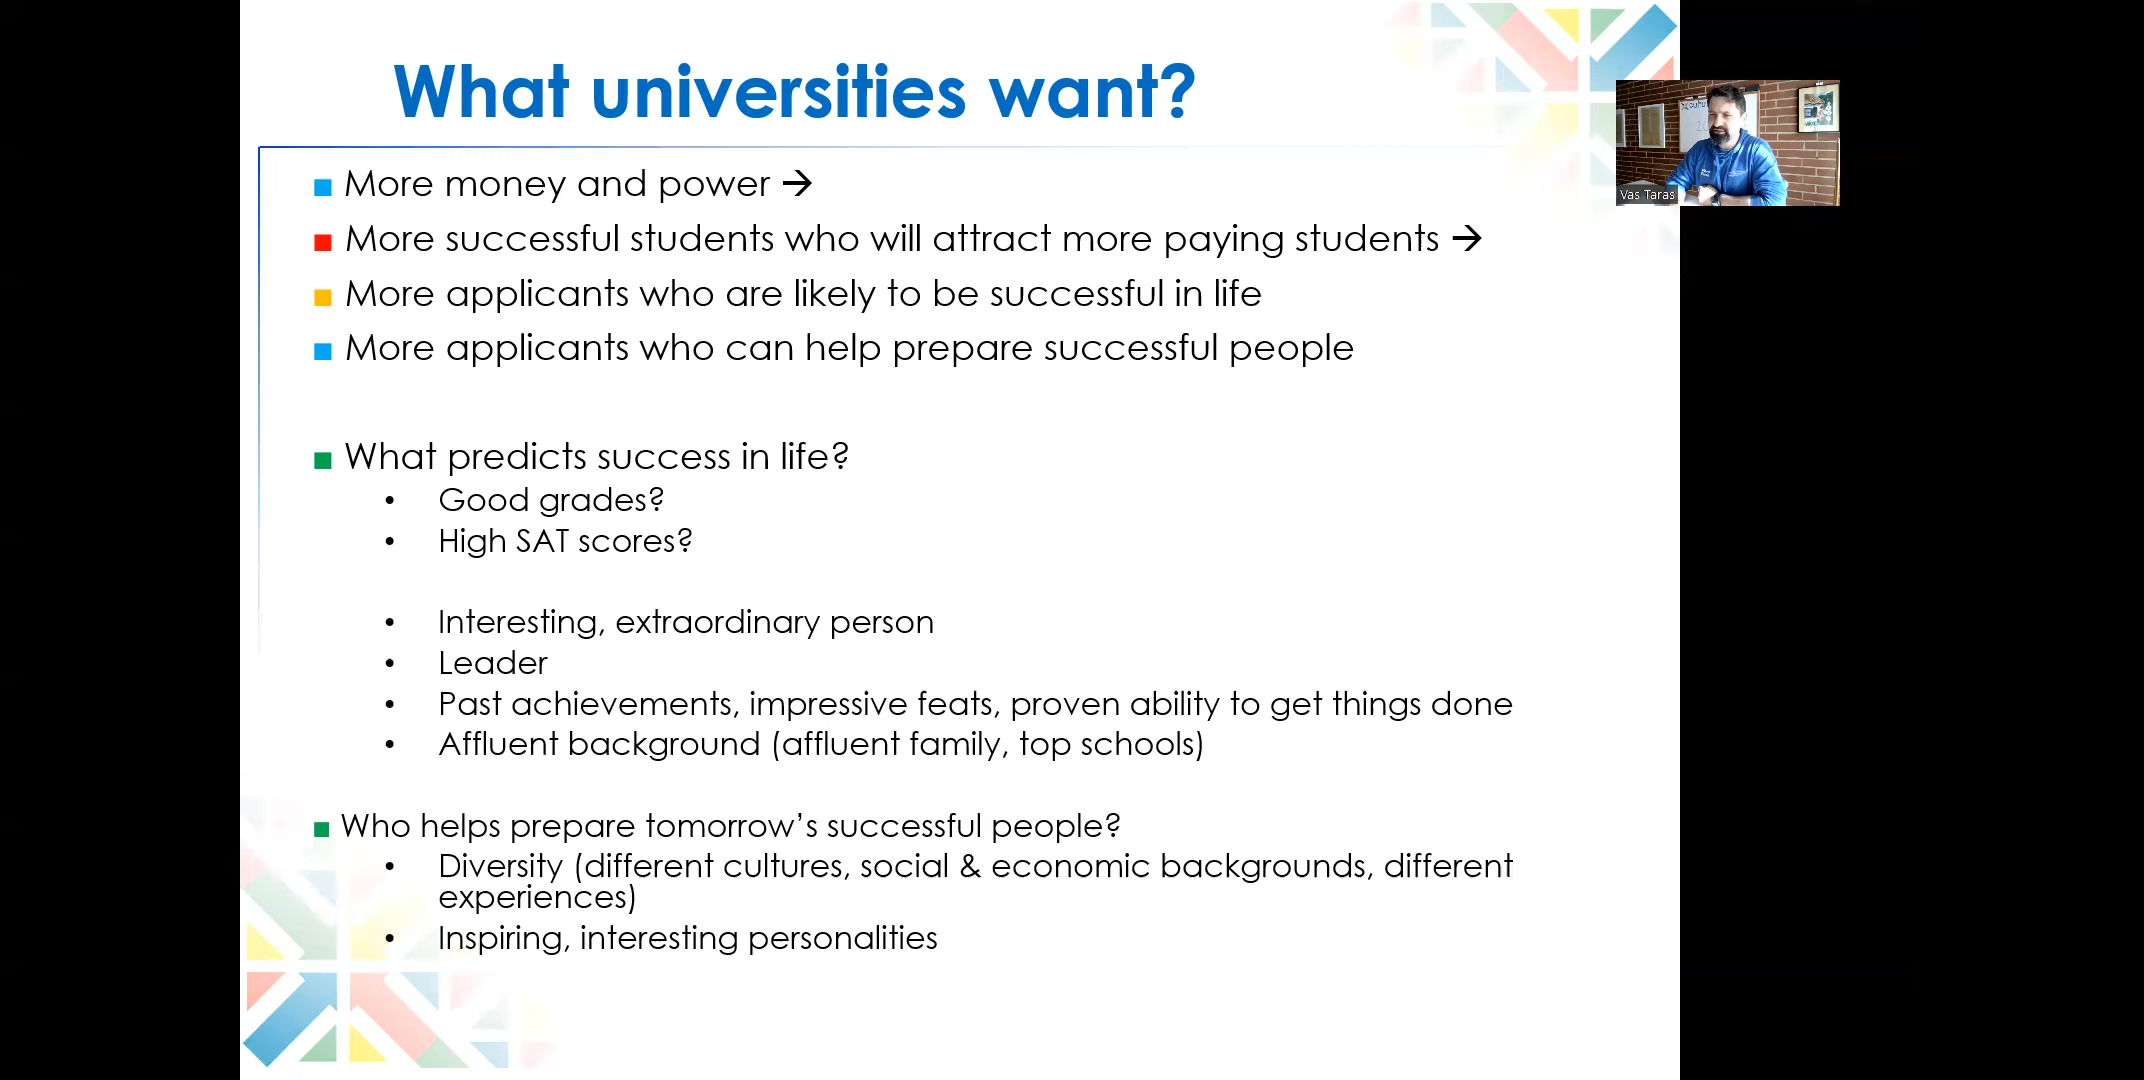 What universities want?
More money and power →
More successful students who will attract more paying students →
More applicants who are likely to be successful in life
More applicants who can help prepare successful people
What predicts success in life?
Good grades?
High SAT scores?
Interesting, extraordinary person
Leader
Past achievements, impressive feats, proven ability to get things done
Affluent background (affluent family, top schools)
Who helps prepare tomorrow’s successful people?
Diversity (different cultures, social & economic backgrounds, different
experiences)
Inspiring, interesting personalities
Vas Taras